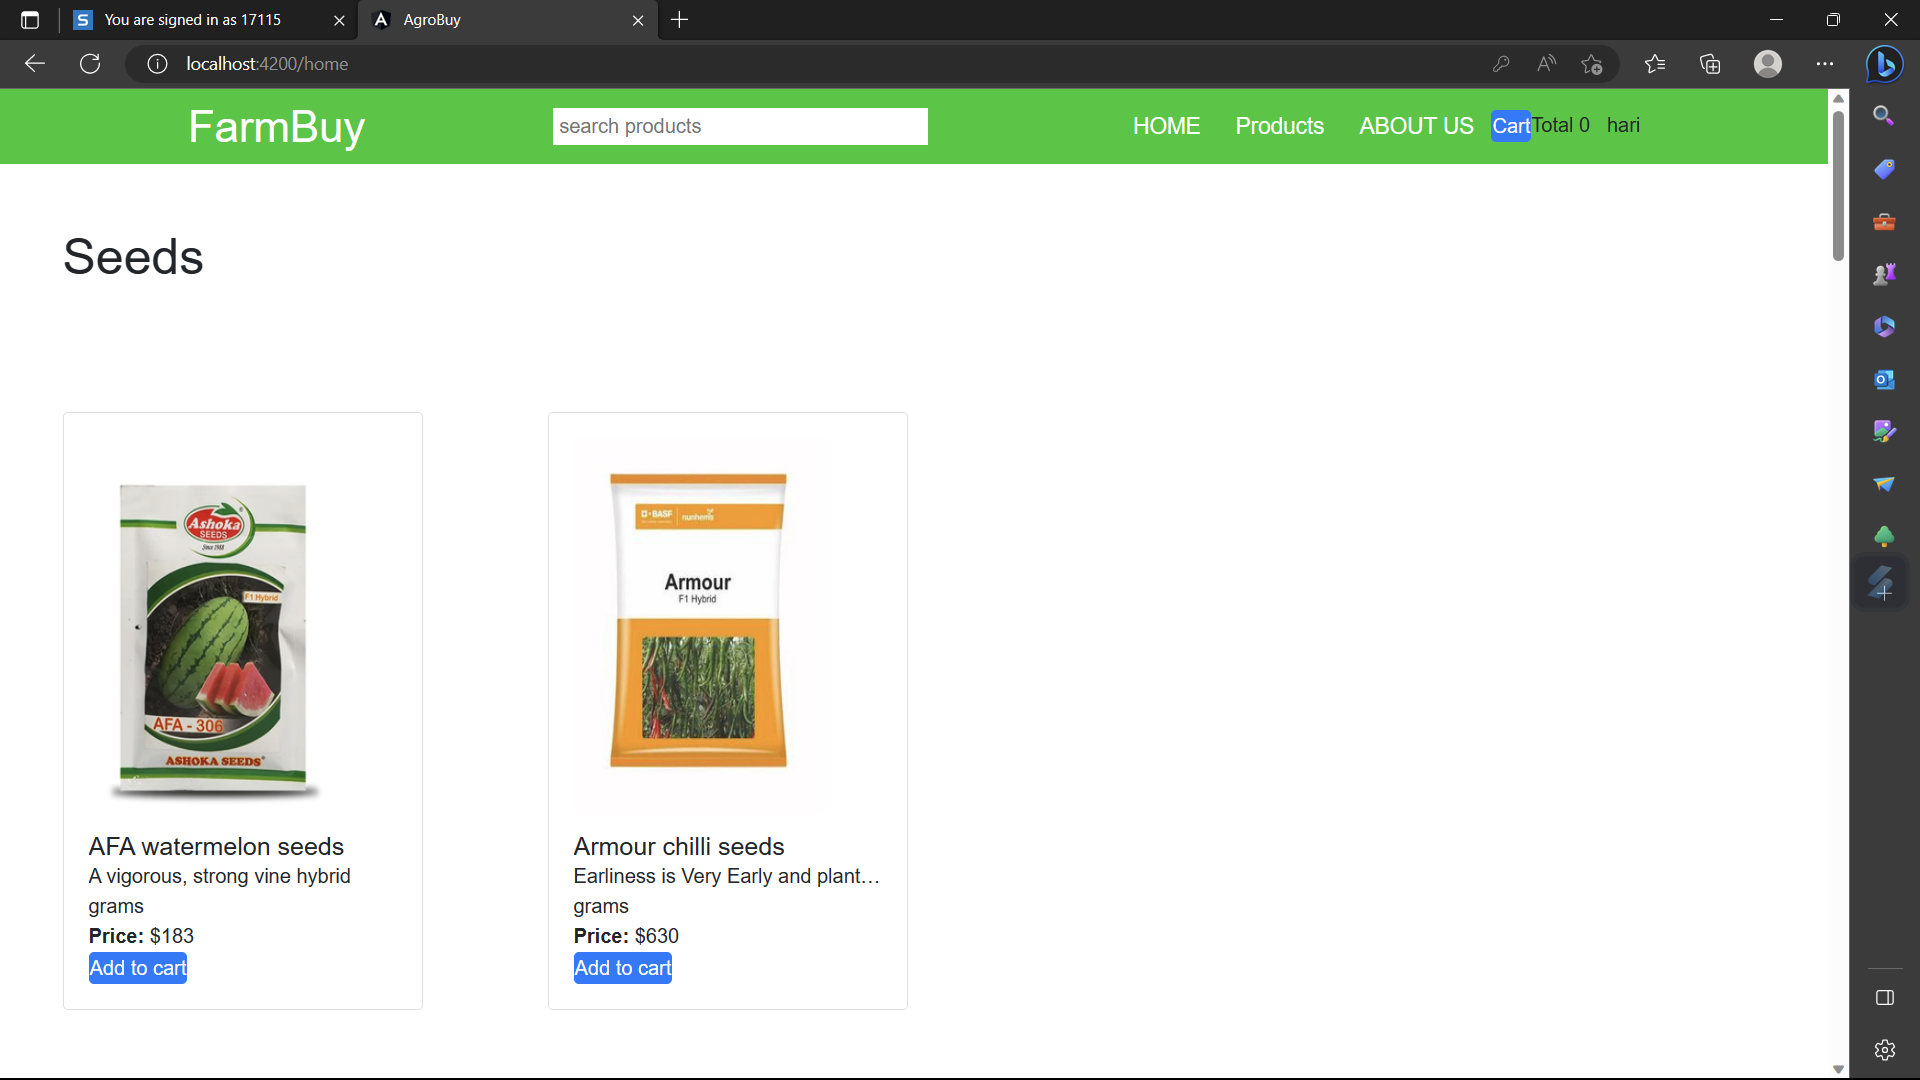 You are signed in as 17115
AgroBuy
localhost:4200/home
FarmBuy
search products
HOME
Products
ABOUT US
Cart
Total 0
hari
Seeds
Ashoka
SEEDS
Since 1988
F1 Hybrid
AFA - 306
ASHOKA SEEDS
BASF
nunhems
Armour
F1 Hybrid
AFA watermelon seeds
A vigorous, strong vine hybrid
grams
Price: $183
Add to cart
Armour chilli seeds
Earliness is Very Early and plant...
grams
Price: $630
Add to cart